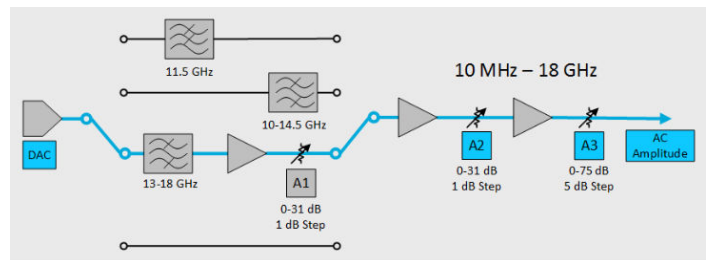 11.5 GHz
10 MHz – 18 GHz
10-14.5 GHz
DAC
13-18 GHz
A1
0-31 dB
1 dB Step
A2
0-31 dB
1 dB Step
A3
0-75 dB
5 dB Step
AC
Amplitude